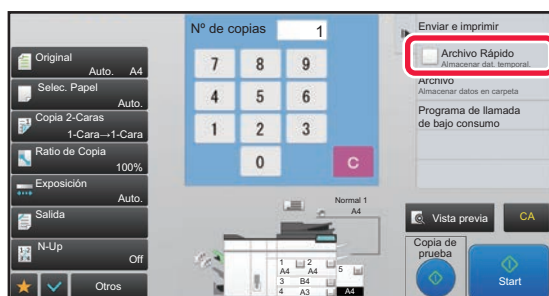 Original
Auto. A4
Selec. Papel
Auto.
Copia 2-Caras
1-Cara→1-Cara
Ratio de Copia
100%
Exposición
Auto.
Salida
N-Up
Off
Otros
Nº de copias 1
7 8 9
4 5 6
1 2 3
0 C
Normal 1
A4
1 2 5
A4 A4
3 B4
4 A3 A4
Enviar e imprimir
Archivo Rápido
Almacenar dat. temporal.
Archivo
Almacenar datos en carpeta
Programa de llamada
de bajo consumo
Vista previa CA
Copia de
prueba
Start